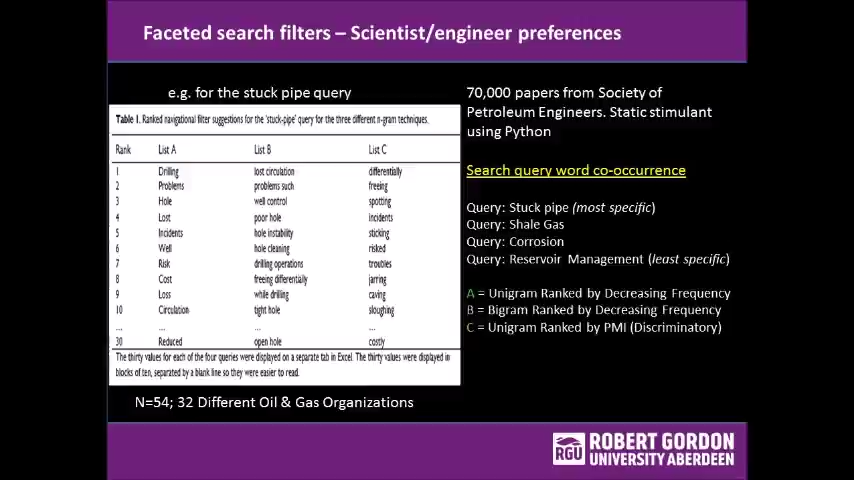 Faceted search filters – Scientist/engineer preferences
e.g. for the stuck pipe query
Table 1. Ranked navigational filter suggestions for the 'stuck-pipe' query for the three different n-gram techniques.
Rank List A List B List C
1 Drilling lost circulation differentially
2 Problems problems such freeing
3 Hole well control spotting
4 Lost poor hole incidents
5 Incidents hole instability sticking
6 Well hole cleaning risked
7 Risk drilling operations troubles
8 Cost freeing differentially jarring
9 Loss while drilling caving
10 Circulation tight hole sloughing
... ... ... ...
30 Reduced open hole costly
The thirty values for each of the four queries were displayed on a separate tab in Excel. The thirty values were displayed in
blocks of ten, separated by a blank line so they were easier to read.
N=54; 32 Different Oil & Gas Organizations
70,000 papers from Society of
Petroleum Engineers. Static stimulant
using Python
Search query word co-occurrence
Query: Stuck pipe (most specific)
Query: Shale Gas
Query: Corrosion
Query: Reservoir Management (least specific)
A = Unigram Ranked by Decreasing Frequency
B = Bigram Ranked by Decreasing Frequency
C = Unigram Ranked by PMI (Discriminatory)
RGU
ROBERT GORDON
UNIVERSITY ABERDEEN